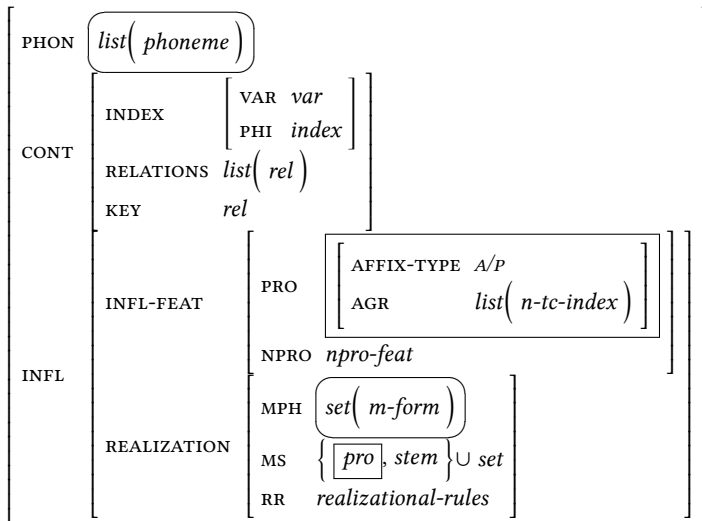 PHON list( phoneme )
INDEX [ VAR var
PHI index ]
CONT
RELATIONS list( rel )
KEY rel
AFFIX-TYPE A/P
PRO
INFL-FEAT AGR list( n-tc-index )
NPRO npro-feat
INFL
MPH set( m-form )
REALIZATION MS { pro , stem } ∪ set
RR realizational-rules